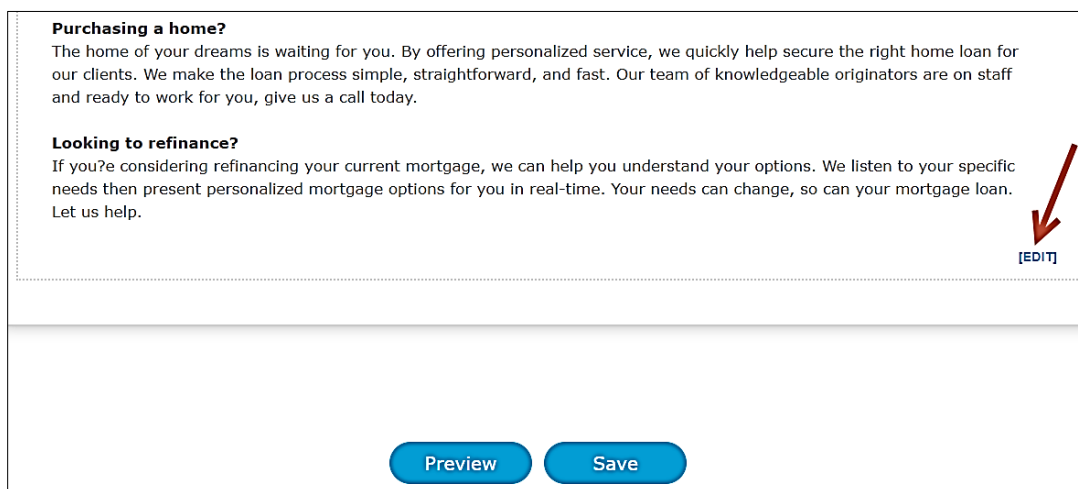 Purchasing a home?
The home of your dreams is waiting for you. By offering personalized service, we quickly help secure the right home loan for
our clients. We make the loan process simple, straightforward, and fast. Our team of knowledgeable originators are on staff
and ready to work for you, give us a call today.
Looking to refinance?
If you?e considering refinancing your current mortgage, we can help you understand your options. We listen to your specific
needs then present personalized mortgage options for you in real-time. Your needs can change, so can your mortgage loan.
Let us help.
[EDIT]
Preview Save